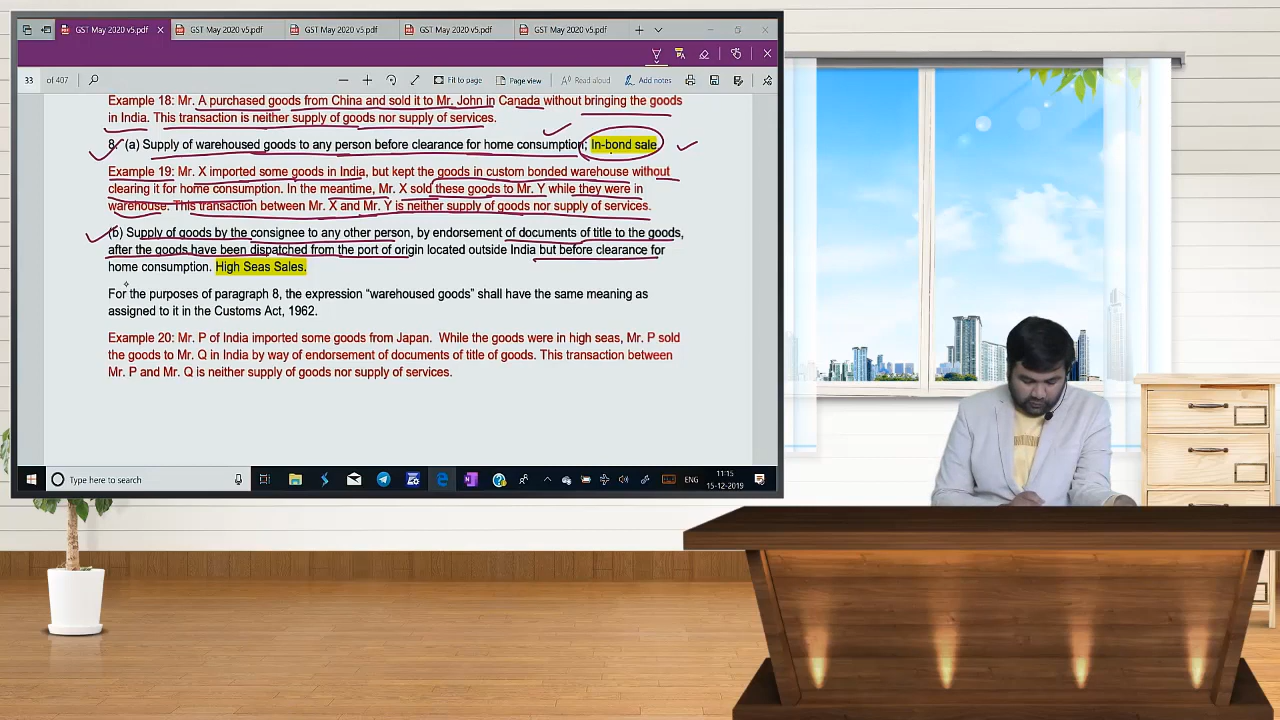 GST May 2020 v5.pdf
GST May 2020 v5.pdf
GST May 2020 v5.pdf
GST May 2020 v5.pdf
GST May 2020 v5.pdf
33 of 407
Fit to page
Page view
Read aloud
Add notes
Example 18: Mr. A purchased goods from China and sold it to Mr. John in Canada without bringing the goods
in India. This transaction is neither supply of goods nor supply of services.
8. (a) Supply of warehoused goods to any person before clearance for home consumption; In-bond sale
Example 19: Mr. X imported some goods in India, but kept the goods in custom bonded warehouse without
clearing it for home consumption. In the meantime, Mr. X sold these goods to Mr. Y while they were in
warehouse. This transaction between Mr. X and Mr. Y is neither supply of goods nor supply of services.
(b) Supply of goods by the consignee to any other person, by endorsement of documents of title to the goods,
after the goods have been dispatched from the port of origin located outside India but before clearance for
home consumption. High Seas Sales.
For the purposes of paragraph 8, the expression “warehoused goods” shall have the same meaning as
assigned to it in the Customs Act, 1962.
Example 20: Mr. P of India imported some goods from Japan. While the goods were in high seas, Mr. P sold
the goods to Mr. Q in India by way of endorsement of documents of title of goods. This transaction between
Mr. P and Mr. Q is neither supply of goods nor supply of services.
Type here to search
ENG
11:15
15-12-2019